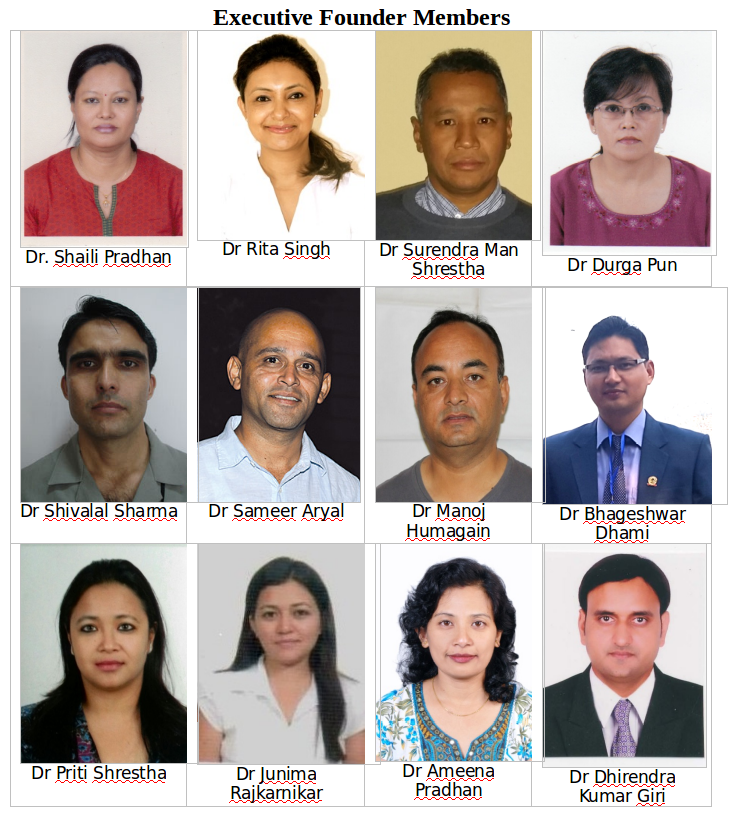 Executive Founder Members
Dr. Shaili Pradhan
Dr Rita Singh
Dr Surendra Man
Shrestha
Dr Durga Pun
Dr Shivalal Sharma
Dr Sameer Aryal
Dr Manoj
Humagain
Dr Bhageshwar
Dhami
Dr Priti Shrestha
Dr Junima
Rajkarnikar
Dr Ameena
Pradhan
Dr Dhirendra
Kumar Giri